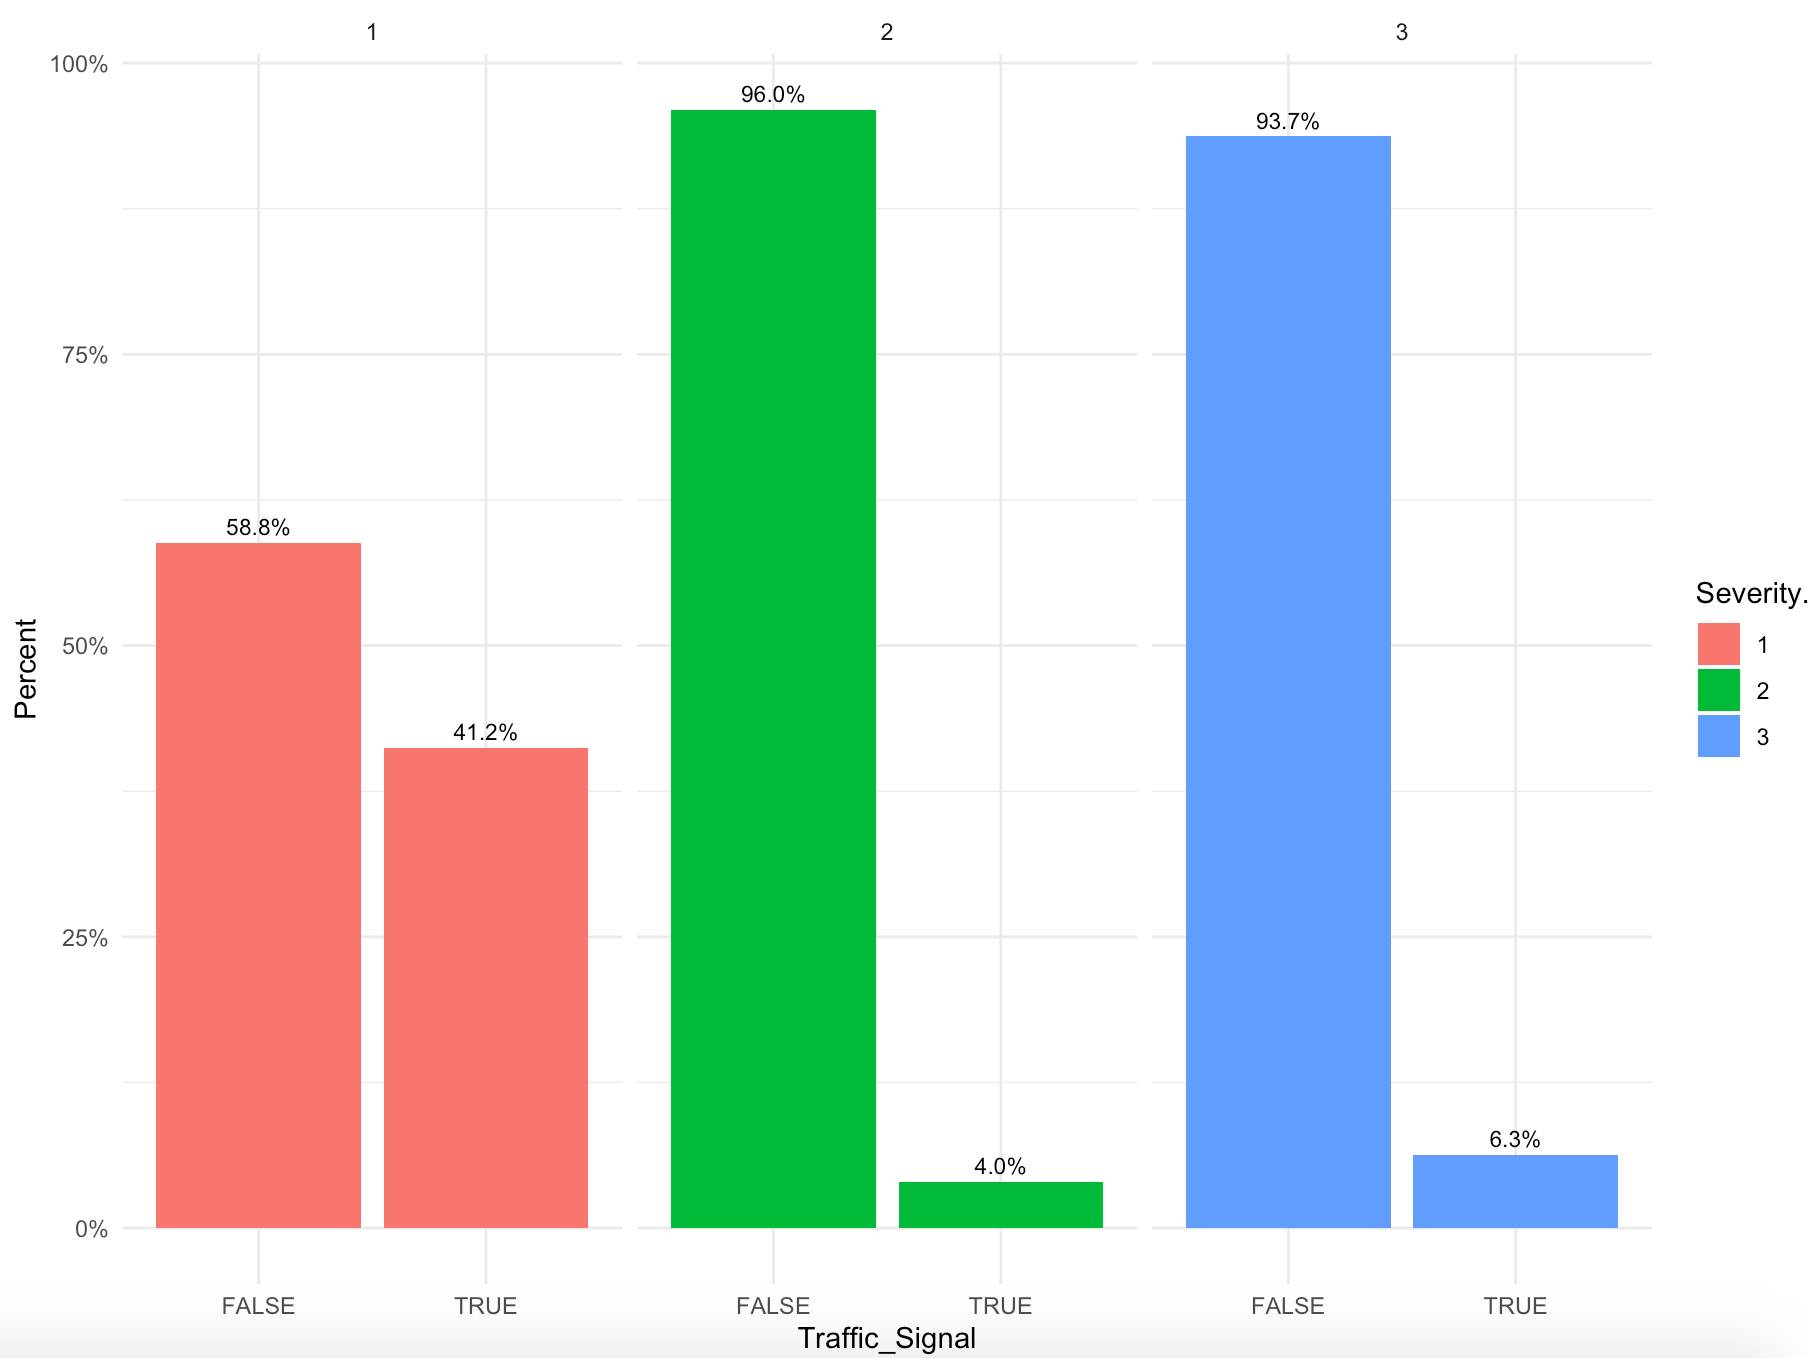 1 2 3
100%
75%
50%
25%
0%
Percent
58.8%
41.2%
96.0%
4.0%
93.7%
6.3%
FALSE TRUE FALSE TRUE FALSE TRUE
Traffic_Signal
Severity.
1
2
3